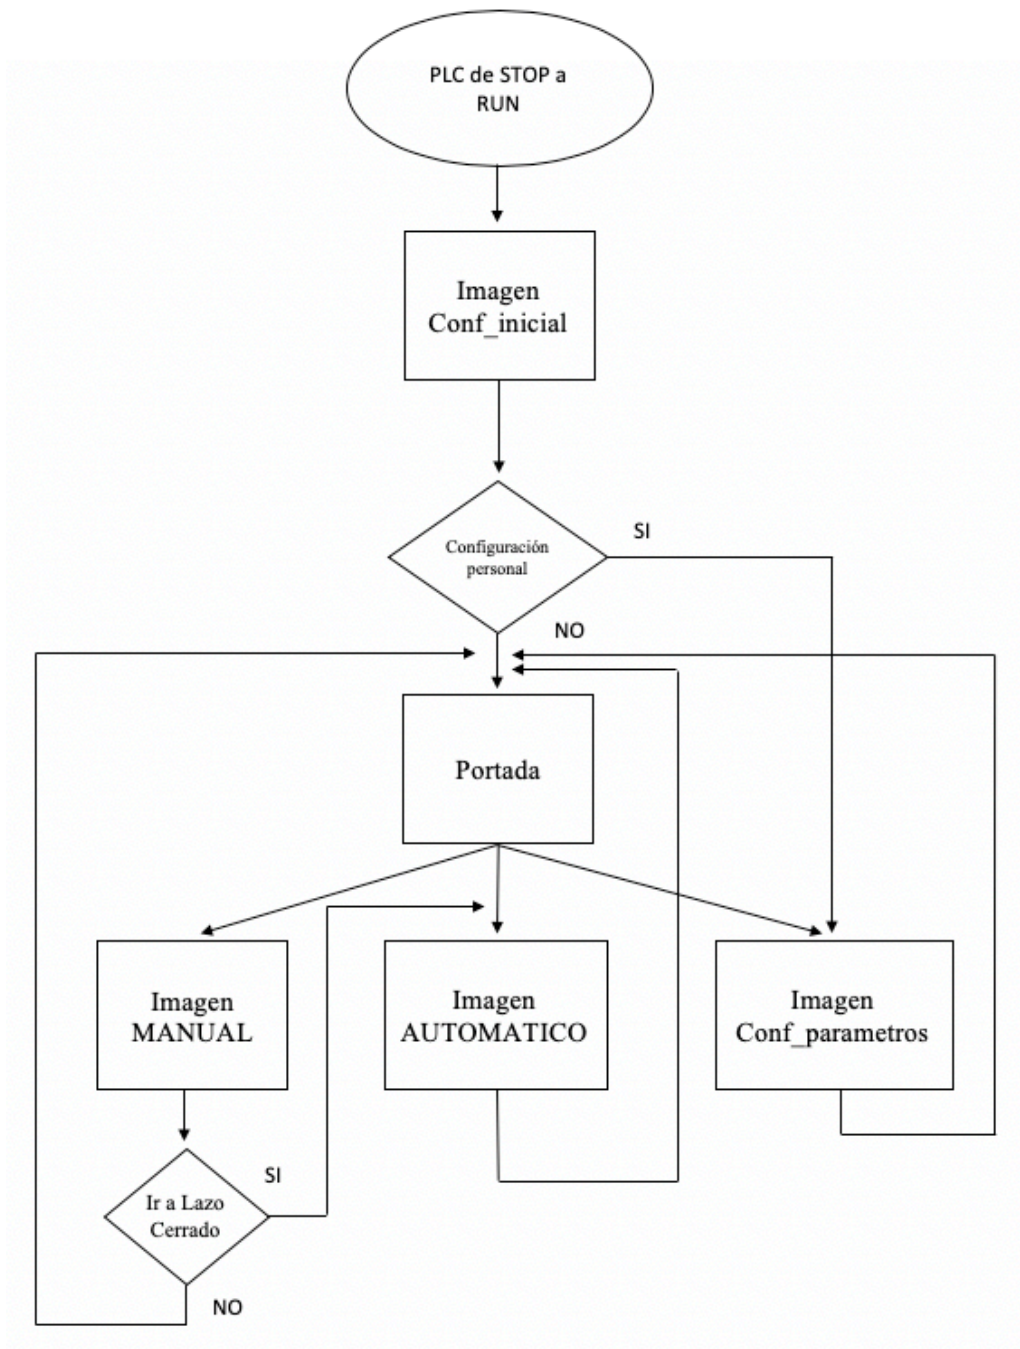 PLC de STOP a
RUN
Imagen
Conf_inicial
Configuración
personal
SI
NO
Portada
Imagen
MANUAL
Imagen
AUTOMATICO
Imagen
Conf_parametros
Ir a Lazo
Cerrado
SI
NO